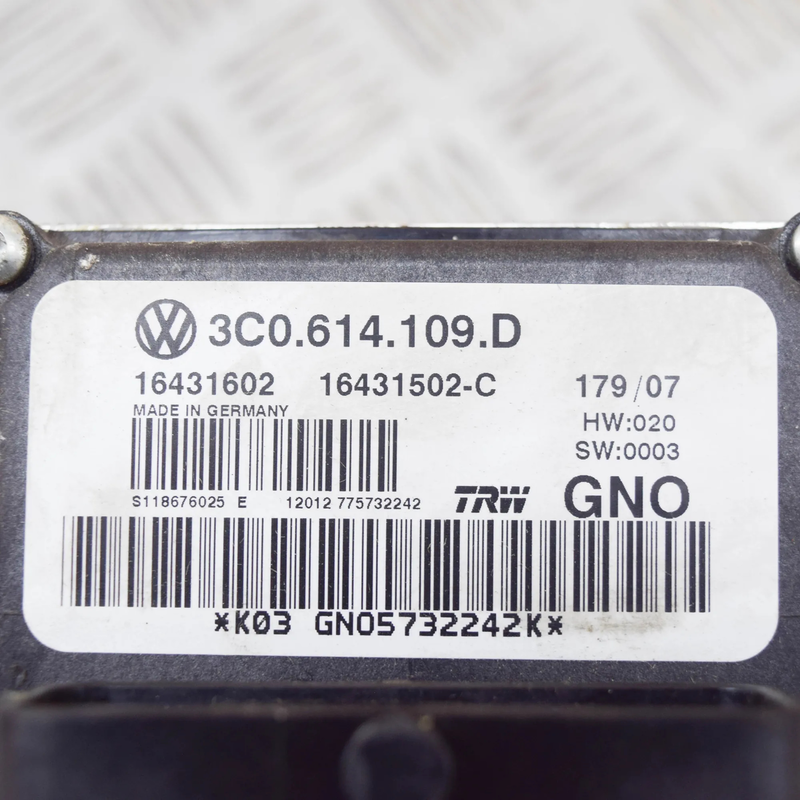 3C0.614.109.D
16431602 16431502-C 179/07
MADE IN GERMANY
HW:020
SW:0003
S118676025 E 12012 775732242
TRW GNO
*K03 GNO5732242K*